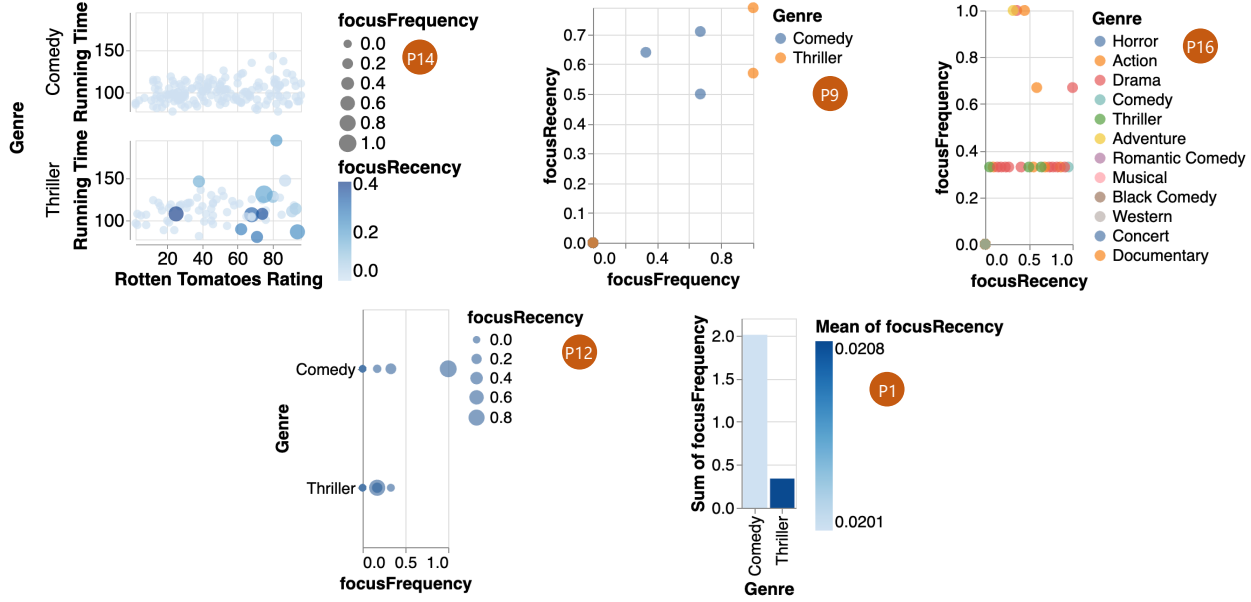 Genre
Comedy
Running Time
150
100
Thriller
Running Time
150
100
20 40 60 80
Rotten Tomatoes Rating
focusFrequency
0.0
0.2
0.4
0.6
0.8
1.0
focusRecency
0.4
0.2
0.0
P14
focusRecency
0.7
0.6
0.5
0.4
0.3
0.2
0.1
0.0
0.0 0.4 0.8
focusFrequency
Genre
Comedy
Thriller
P9
focusFrequency
1.0
0.8
0.6
0.4
0.2
0.0
0.0 0.5 1.0
focusRecency
Genre
Horror
Action
Drama
Comedy
Thriller
Adventure
Romantic Comedy
Musical
Black Comedy
Western
Concert
Documentary
P16
Genre
Comedy
Thriller
0.0 0.5 1.0
focusFrequency
focusRecency
0.0
0.2
0.4
0.6
0.8
P12
Sum of focusFrequency
2.0
1.5
1.0
0.5
0.0
Comedy
Thriller
Genre
Mean of focusRecency
0.0208
0.0201
P1